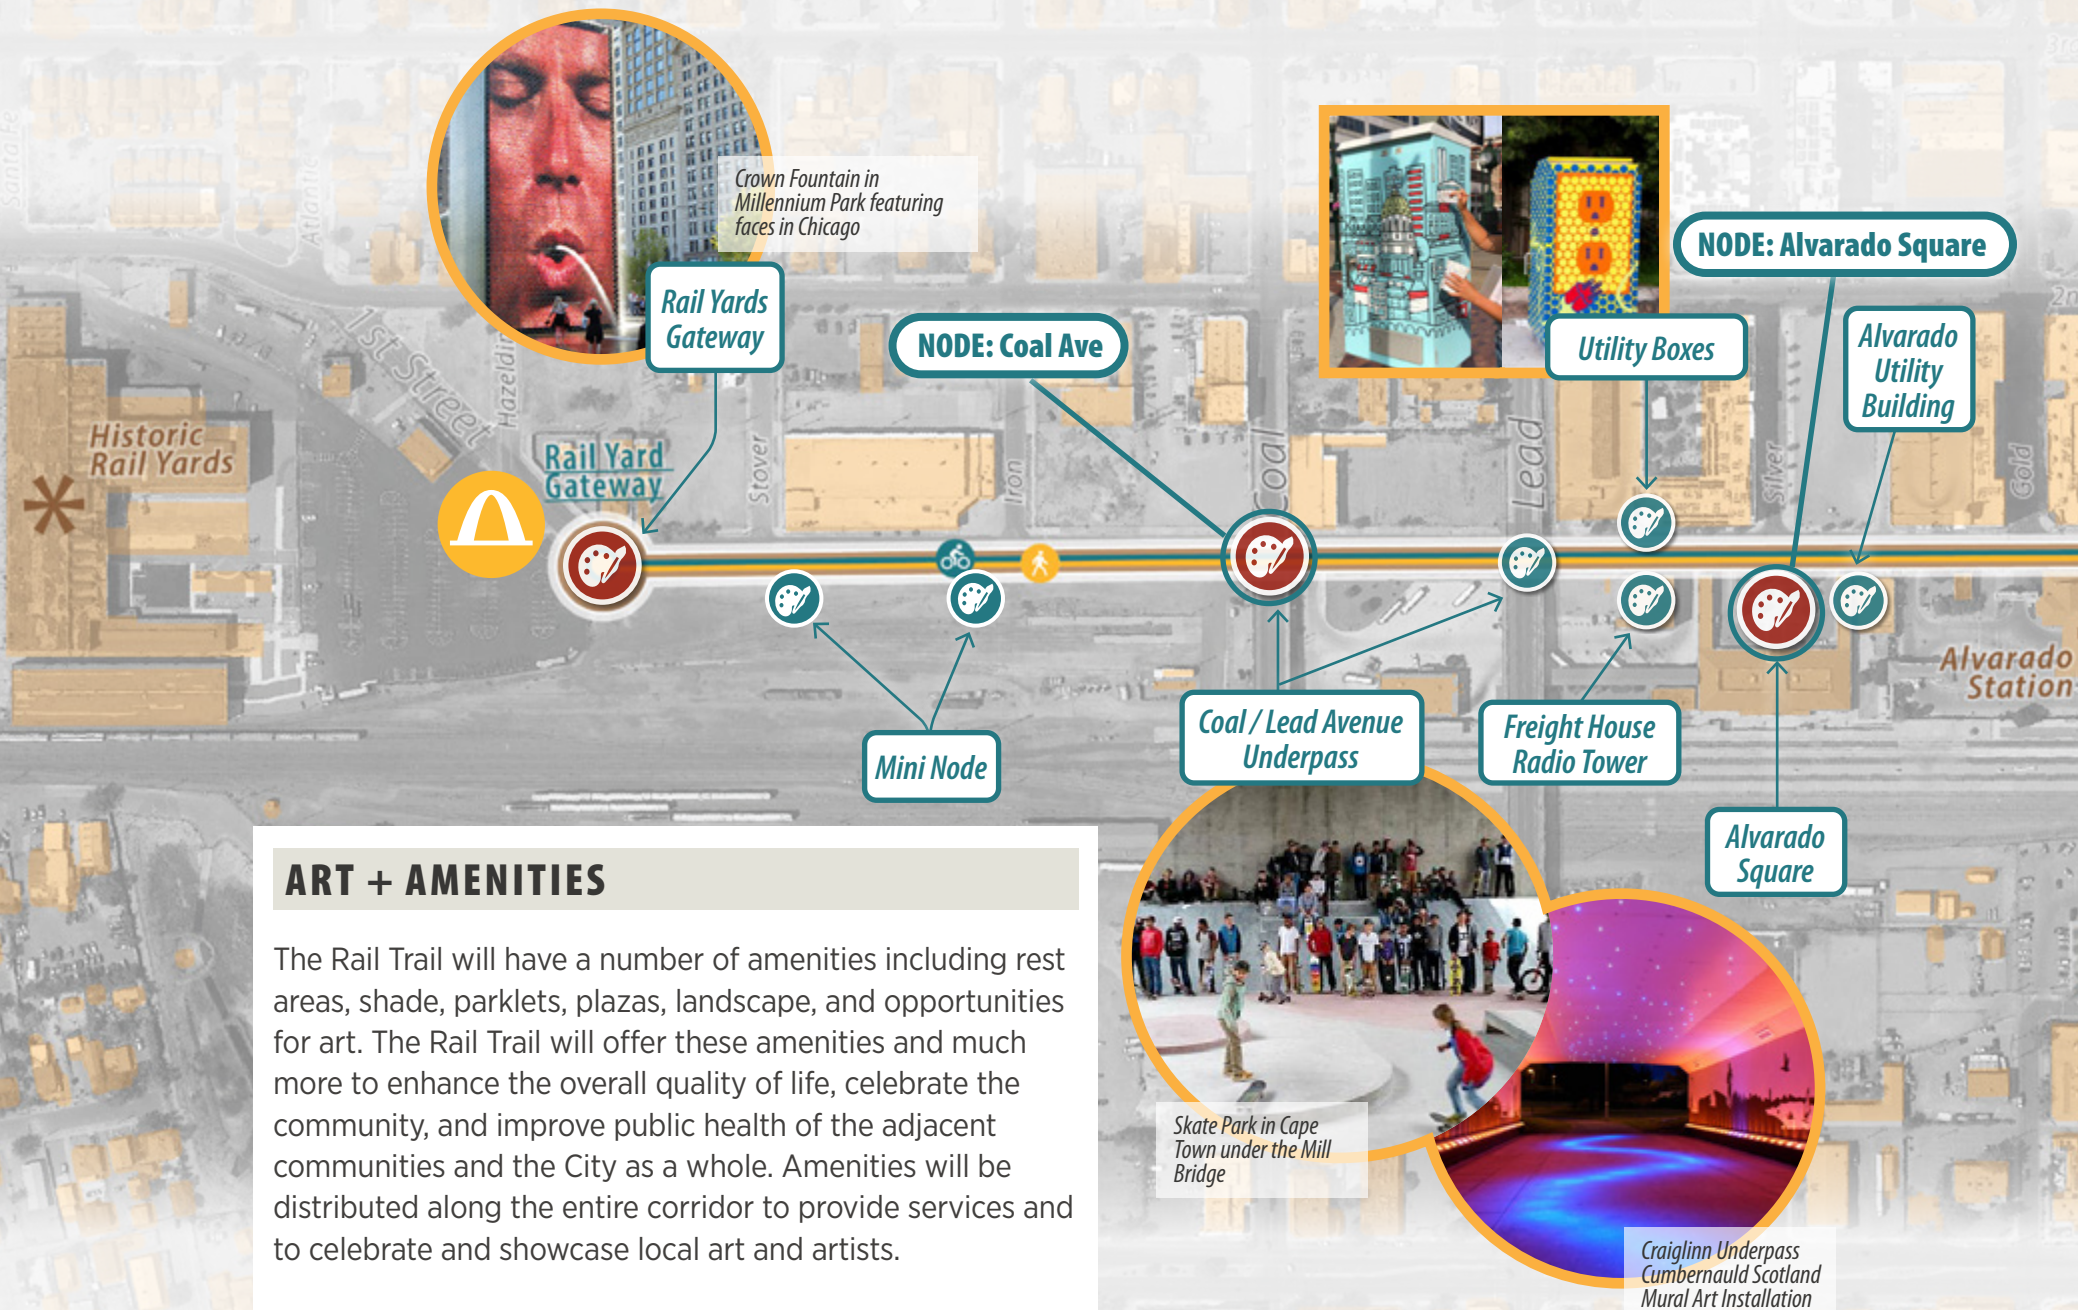 3rd
Santa Fe
Atlantic
Crown Fountain in
Millennium Park featuring
faces in Chicago
NODE: Alvarado Square
Rail Yards
Gateway
1st Street
Hazeldin
NODE: Coal Ave
Utility Boxes
2n
Alvarado
Utility
Building
Historic
Rail Yards
Rail Yard
Gateway
Stover
Iron
Coal
Lead
Silver
Gold
Alvarado
Station
Mini Node
Coal / Lead Avenue
Underpass
Freight House
Radio Tower
Alvarado
Square
ART + AMENITIES
The Rail Trail will have a number of amenities including rest
areas, shade, parklets, plazas, landscape, and opportunities
for art. The Rail Trail will offer these amenities and much
more to enhance the overall quality of life, celebrate the
community, and improve public health of the adjacent
communities and the City as a whole. Amenities will be
distributed along the entire corridor to provide services and
to celebrate and showcase local art and artists.
Skate Park in Cape
Town under the Mill
Bridge
Craiglinn Underpass
Cumbernauld Scotland
Mural Art Installation